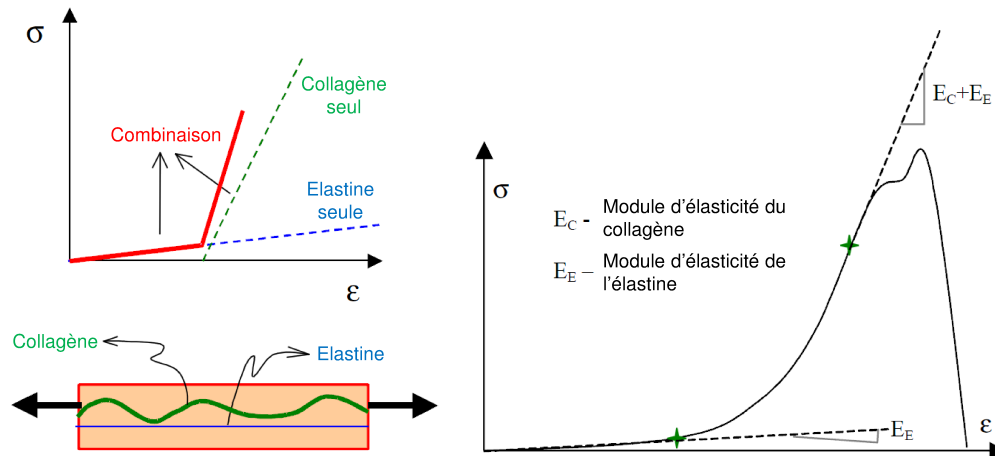 σ
Collagène
seul
Combinaison
Elastine
seule
ε
Collagène
Elastine
E_C+E_E
σ
E_C - Module d'élasticité du
collagène
E_E – Module d'élasticité de
l'élastine
E_E
ε